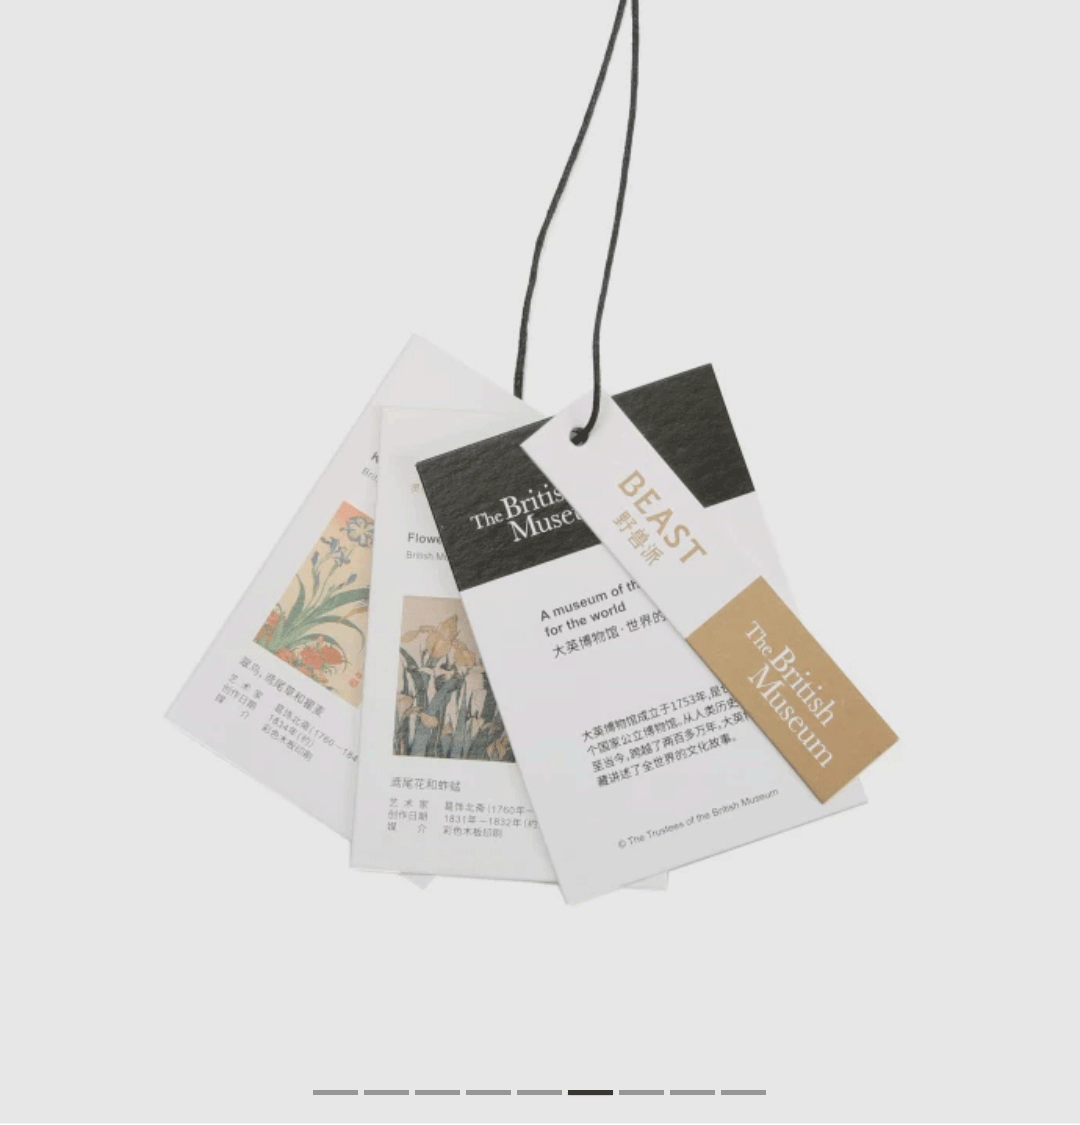 BEAST
野兽派
The British
Museum
The Britis
Muse
A museum of th
for the world
大英博物馆·世界的
大英博物馆成立于1753年,是
个国家公立博物馆。从人类历史
至当今,跨越了两百多万年,大英
藏讲述了全世界的文化故事。
© The Trustees of the British Museum
Flowe
British M
鸢尾花和蚱蜢
艺 术 家 葛饰北斋(1760年—
创作日期 1831年—1832年(约
媒 介 彩色木板印刷
K
Brit
翠鸟,鸢尾草和瞿麦
艺 术 家 葛饰北斋(1760—184
创作日期 1834年(约)
媒 介 彩色木板印刷